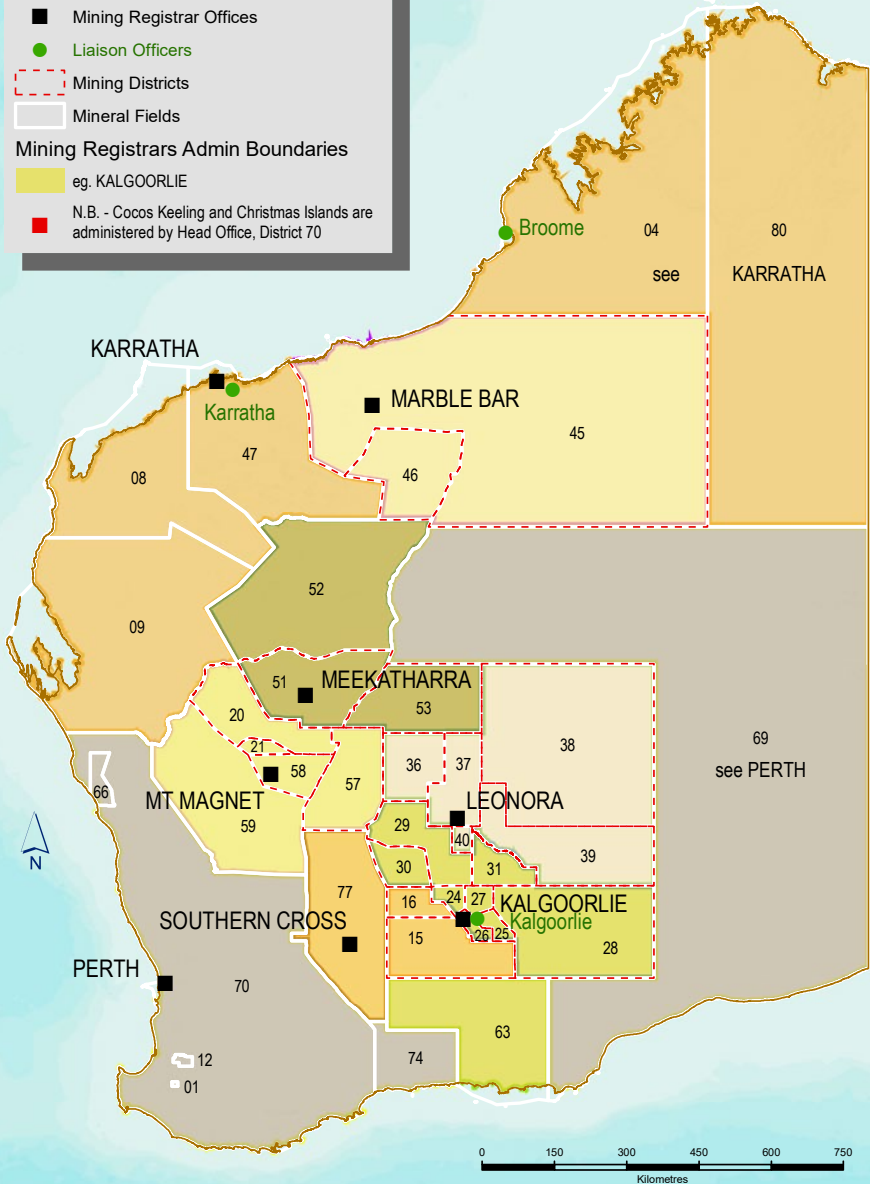 Mining Registrar Offices
Liaison Officers
Mining Districts
Mineral Fields
Mining Registrars Admin Boundaries
eg. KALGOORLIE
N.B. - Cocos Keeling and Christmas Islands are
administered by Head Office, District 70
Broome
04
80
see
KARRATHA
KARRATHA
Karratha
MARBLE BAR
45
47
46
08
52
09
51
MEEKATHARRA
53
20
21
58
57
36
37
38
69
see PERTH
66
MT MAGNET
59
LEONORA
29
40
39
30
31
77
16
24
27
KALGOORLIE
Kalgoorlie
SOUTHERN CROSS
15
26
25
28
PERTH
70
63
12
01
74
N
0 150 300 450 600 750
Kilometres